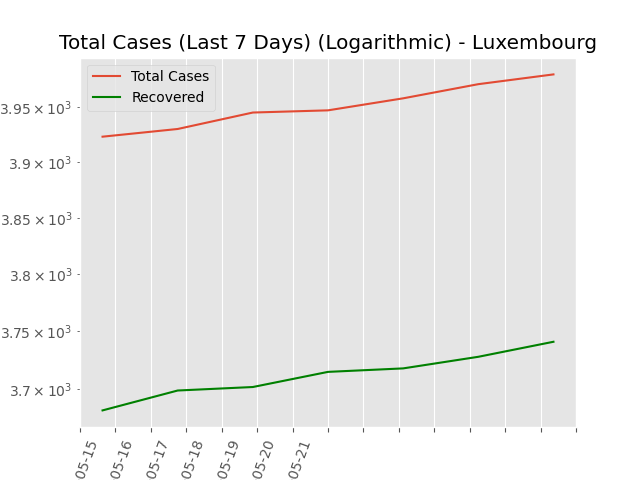 Total Cases (Last 7 Days) (Logarithmic) - Luxembourg
Total Cases
Recovered
3.95 × 10³
3.9 × 10³
3.85 × 10³
3.8 × 10³
3.75 × 10³
3.7 × 10³
05-15
05-16
05-17
05-18
05-19
05-20
05-21